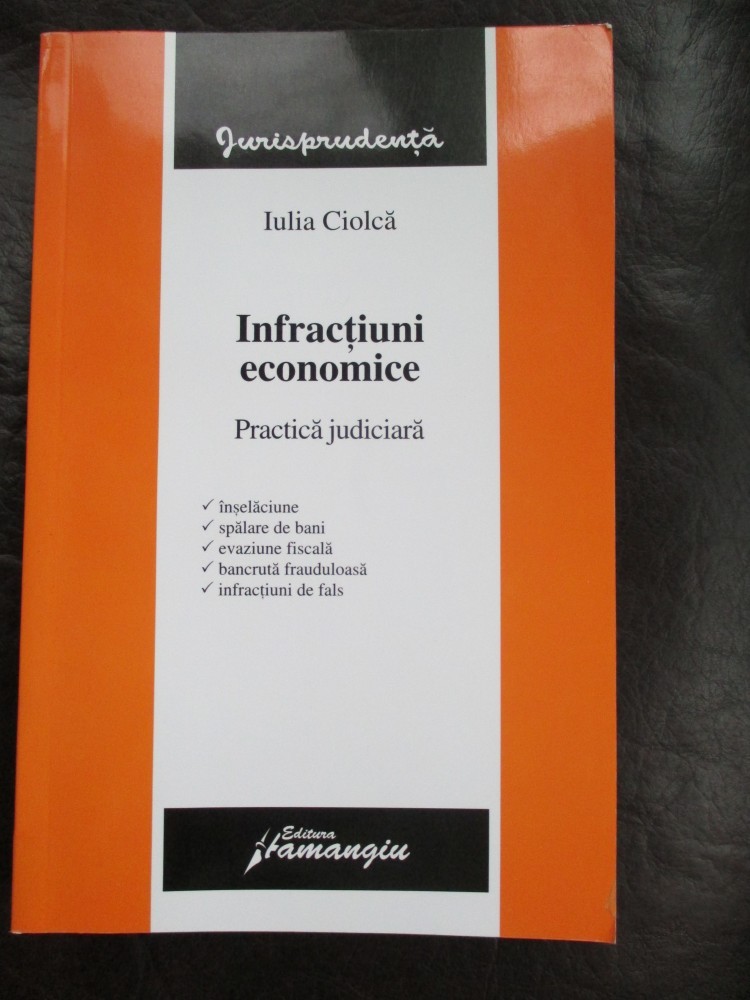 Jurisprudență
Iulia Ciolcă
Infracțiuni
economice
Practică judiciară
✓ înșelăciune
✓ spălare de bani
✓ evaziune fiscală
✓ bancrută frauduloasă
✓ infracțiuni de fals
Editura
Hamangiu